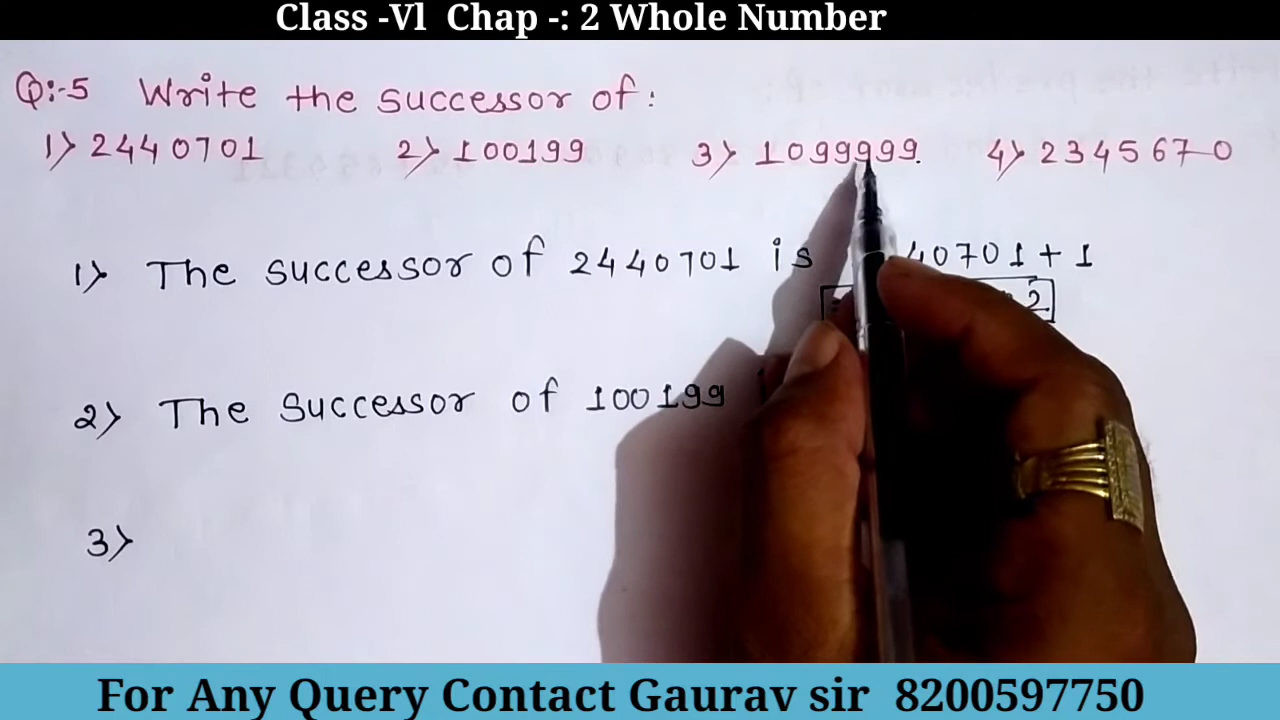 Class -Vl Chap -: 2 Whole Number
Q:-5 Write the successor of:
1) 2440701 2) 100199 3) 1099999. 4) 2345670
1) The successor of 2440701 is 40701+1
2
2) The Successor of 100199
3)
For Any Query Contact Gaurav sir 8200597750